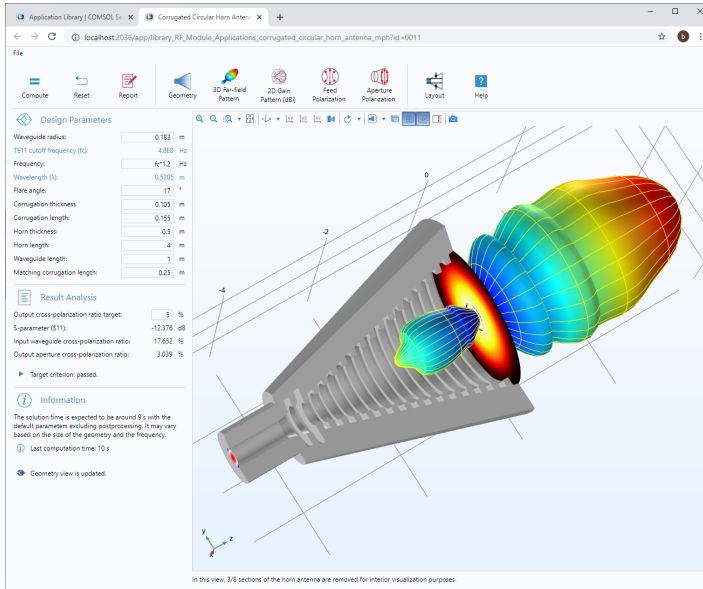 Application Library | COMSOL Se
Corrugated Circular Horn Antenn
localhost:2036/app/library_RF_Module_Applications_corrugated_circular_horn_antenna_mph?id=0011
b
File
Compute
Reset
Report
Geometry
3D Far-field Pattern
2D Gain Pattern (dBi)
Feed Polarization
Aperture Polarization
Layout
Help
Design Parameters
Waveguide radius: 0.183 m
TE11 cutoff frequency (fc): 4.8E8 Hz
Frequency: fc*1.2 Hz
Wavelength (λ): 0.5205 m
Flare angle: 17 °
Corrugation thickness 0.105 m
Corrugation length: 0.155 m
Horn thickness: 0.5 m
Horn length: 4 m
Waveguide length: 1 m
Matching corrugation length: 0.25 m
Result Analysis
Output cross-polarization ratio target: 5 %
S-parameter (S11): -12.376 dB
Input waveguide cross-polarization ratio: 17.652 %
Output aperture cross-polarization ratio: 3.039 %
Target criterion: passed.
Information
The solution time is expected to be around 9 s with the
default parameters excluding postprocessing. It may vary
based on the size of the geometry and the frequency.
Last computation time: 10 s
Geometry view is updated.
0
-2
-4
y
z
x
In this view, 3/8 sections of the horn antenna are removed for interior visualization purposes.